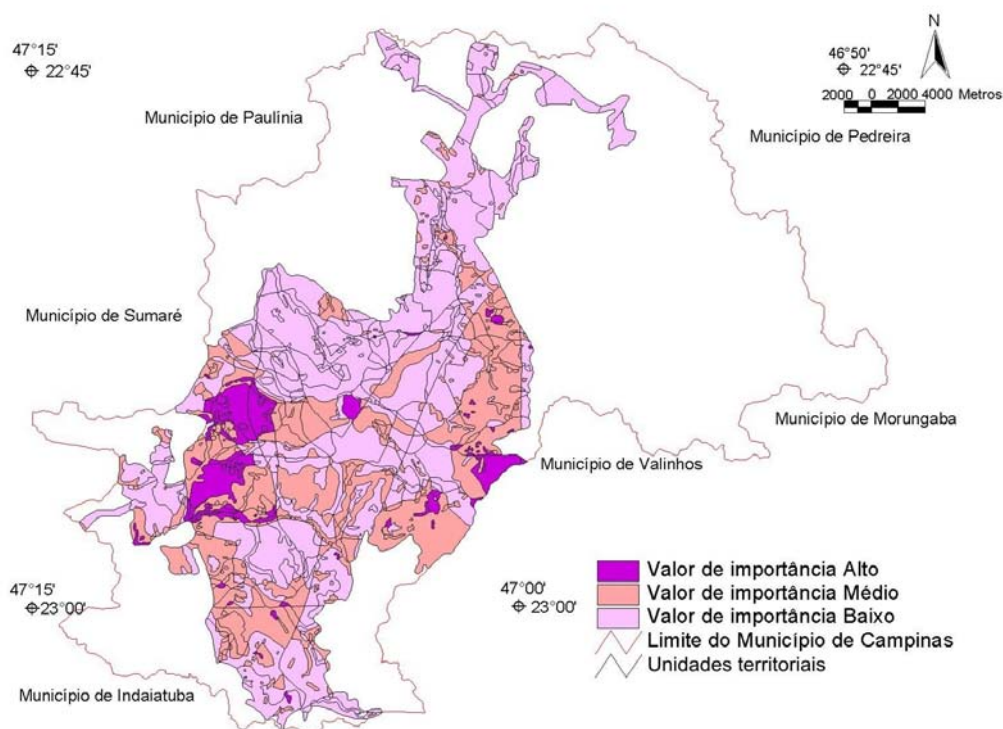 N
47°15'
22°45'
46°50'
22°45'
2000 0 2000 4000 Metros
Município de Paulínia
Município de Pedreira
Município de Sumaré
Município de Morungaba
Município de Valinhos
47°15'
23°00'
47°00'
23°00'
Valor de importância Alto
Valor de importância Médio
Valor de importância Baixo
Limite do Município de Campinas
Unidades territoriais
Município de Indaiatuba